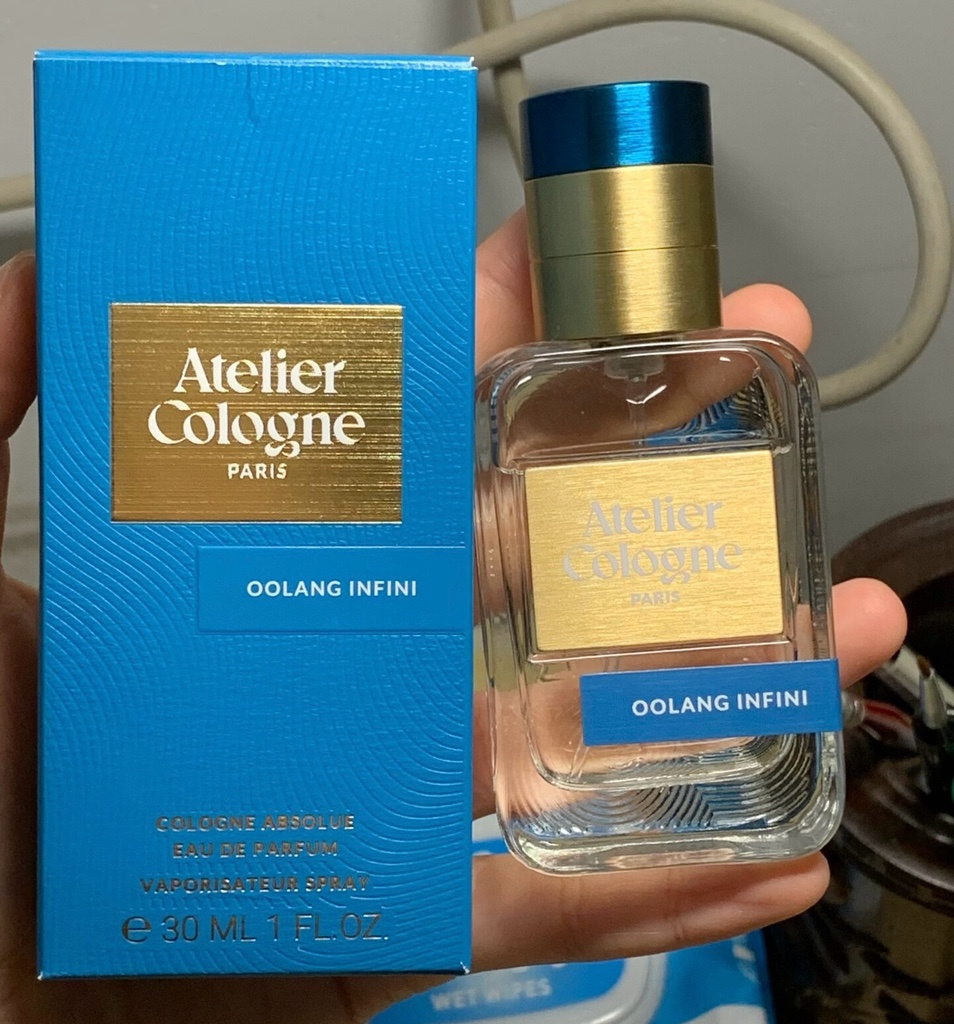 Atelier
Cologne
PARIS
OOLANG INFINI
COLOGNE ABSOLUE
EAU DE PARFUM
VAPORISATEUR SPRAY
e 30 ML 1 FL.OZ.
Atelier
Cologne
PARIS
OOLANG INFINI
WET WIPES